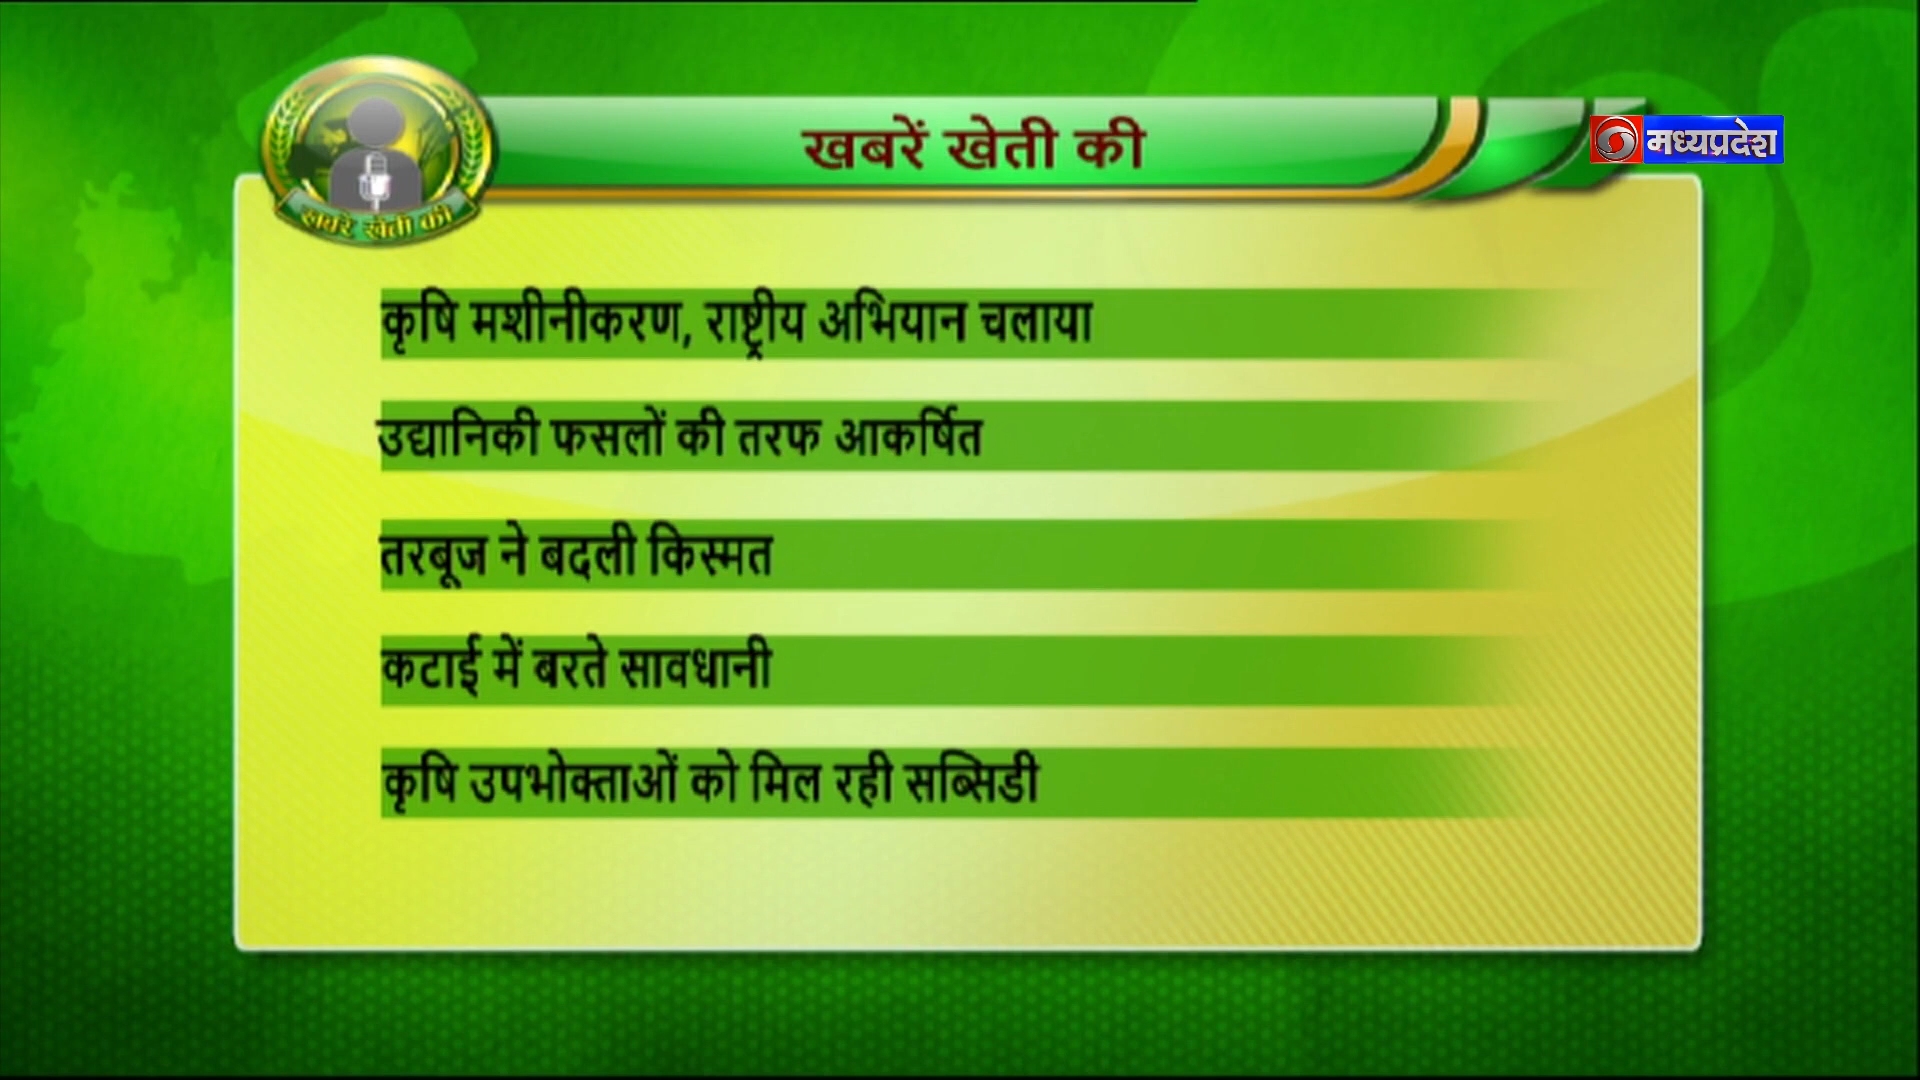 खबरें खेती की
मध्यप्रदेश
खबरें खेती की
कृषि मशीनीकरण, राष्ट्रीय अभियान चलाया
उद्यानिकी फसलों की तरफ आकर्षित
तरबूज ने बदली किस्मत
कटाई में बरते सावधानी
कृषि उपभोक्ताओं को मिल रही सब्सिडी